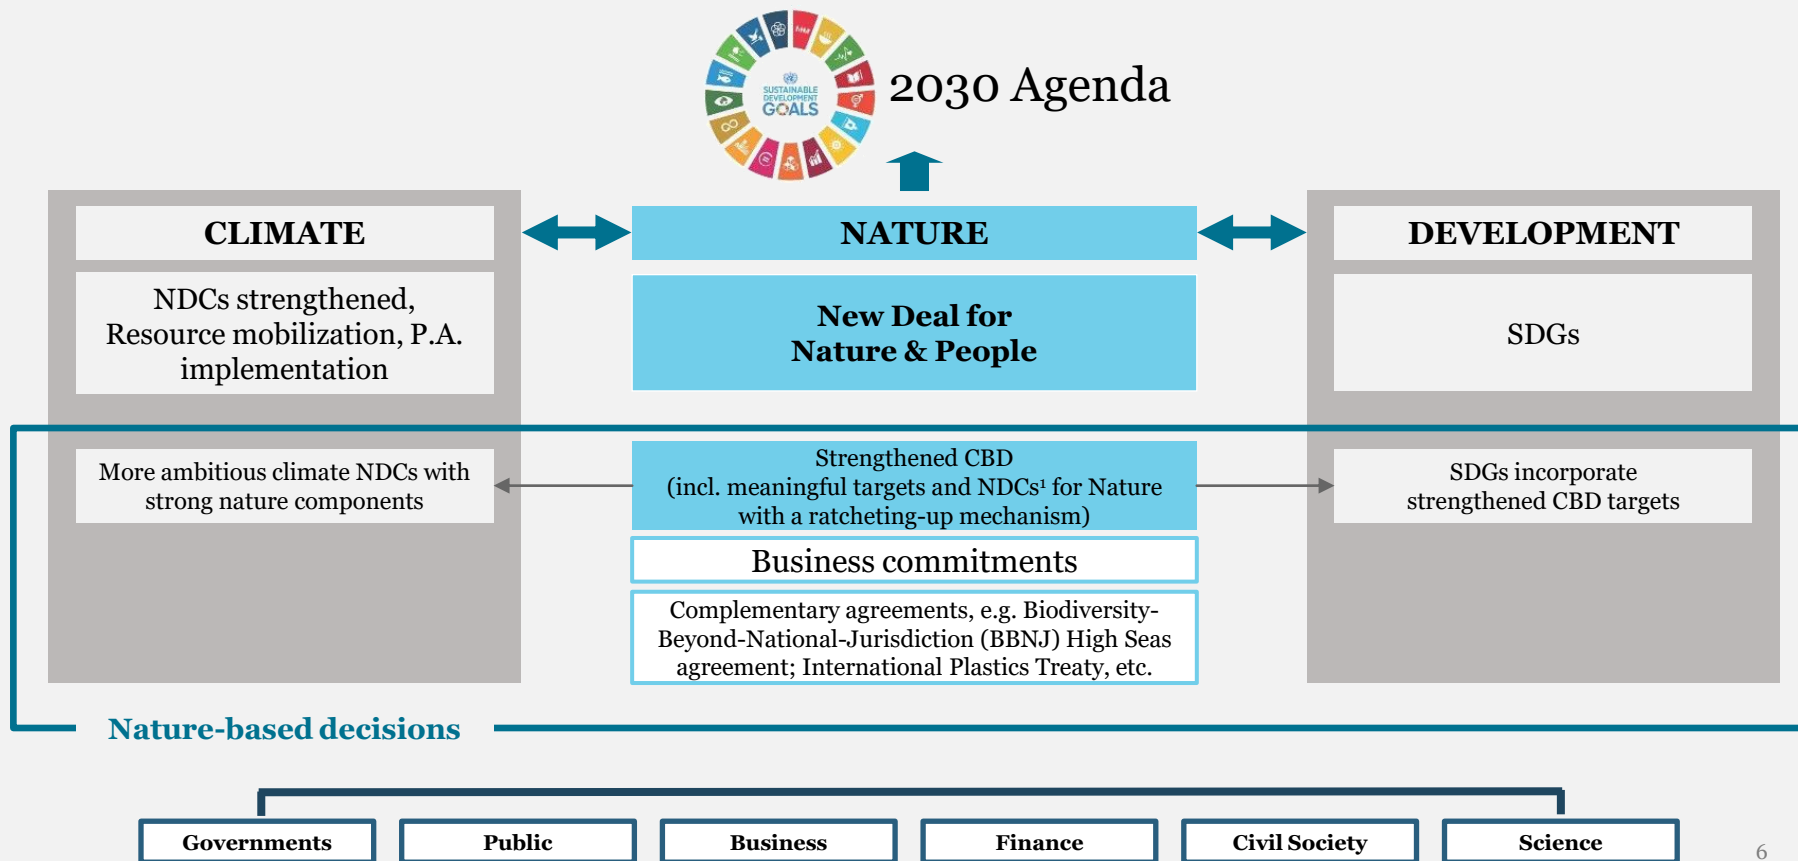 SUSTAINABLE
DEVELOPMENT
GOALS
2030 Agenda
CLIMATE
NATURE
DEVELOPMENT
NDCs strengthened,
Resource mobilization, P.A.
implementation
New Deal for
Nature & People
SDGs
More ambitious climate NDCs with
strong nature components
Strengthened CBD
(incl. meaningful targets and NDCs¹ for Nature
with a ratcheting-up mechanism)
SDGs incorporate
strengthened CBD targets
Business commitments
Complementary agreements, e.g. Biodiversity-
Beyond-National-Jurisdiction (BBNJ) High Seas
agreement; International Plastics Treaty, etc.
Nature-based decisions
Governments
Public
Business
Finance
Civil Society
Science
6